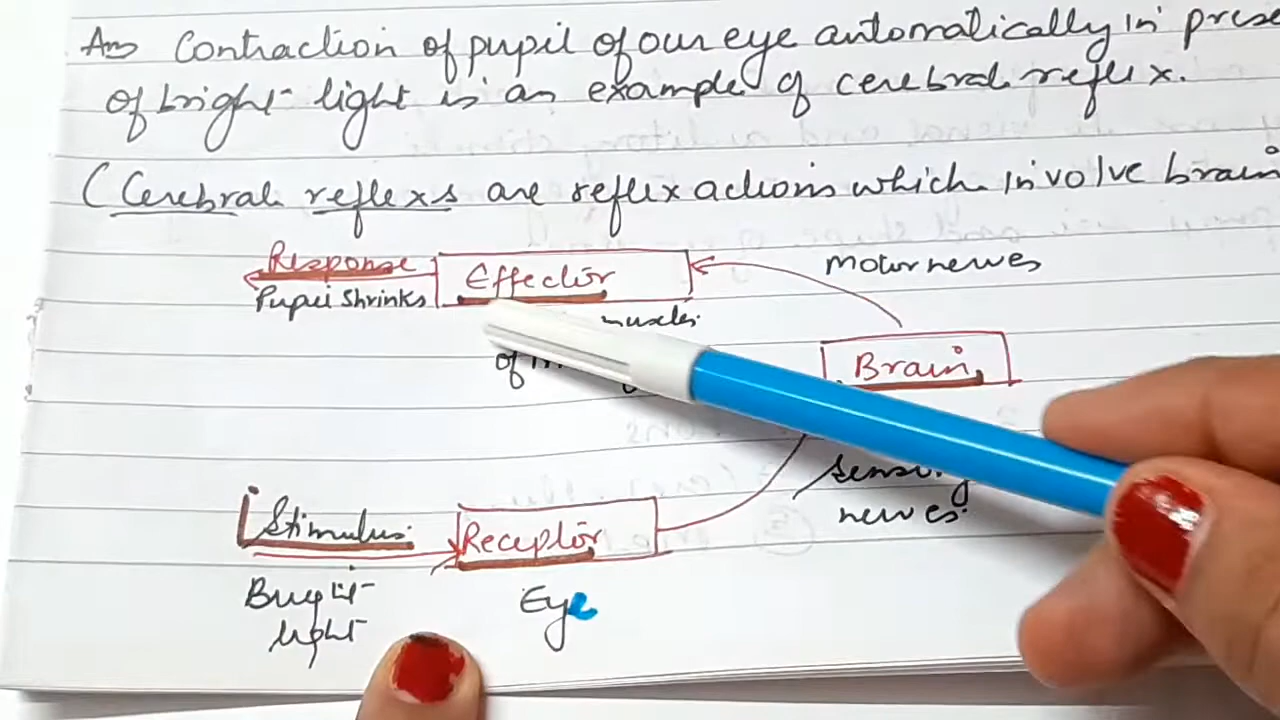 Ans Contraction of pupil of our eye automatically in prese
of bright light is an example of cerebral reflex.
(Cerebral reflexs are reflex actions which involve brain
Response Effector Motor nerves
Pupil Shrinks muscles
of
Brain
Sensory
nerves.
Stimulus Receptor
Bright Eye
light